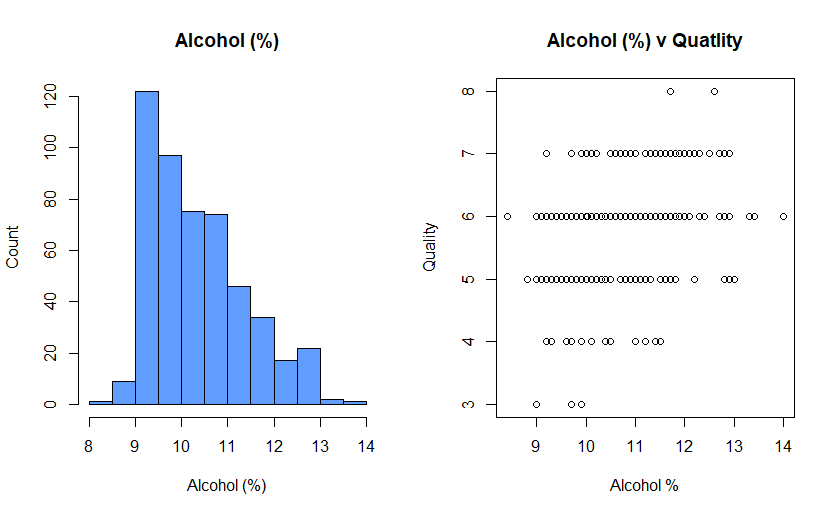 Alcohol (%)
120
100
80
60
40
20
0
Count
8 9 10 11 12 13 14
Alcohol (%)
Alcohol (%) v Quatlity
8
7
6
5
4
3
Quality
9 10 11 12 13 14
Alcohol %